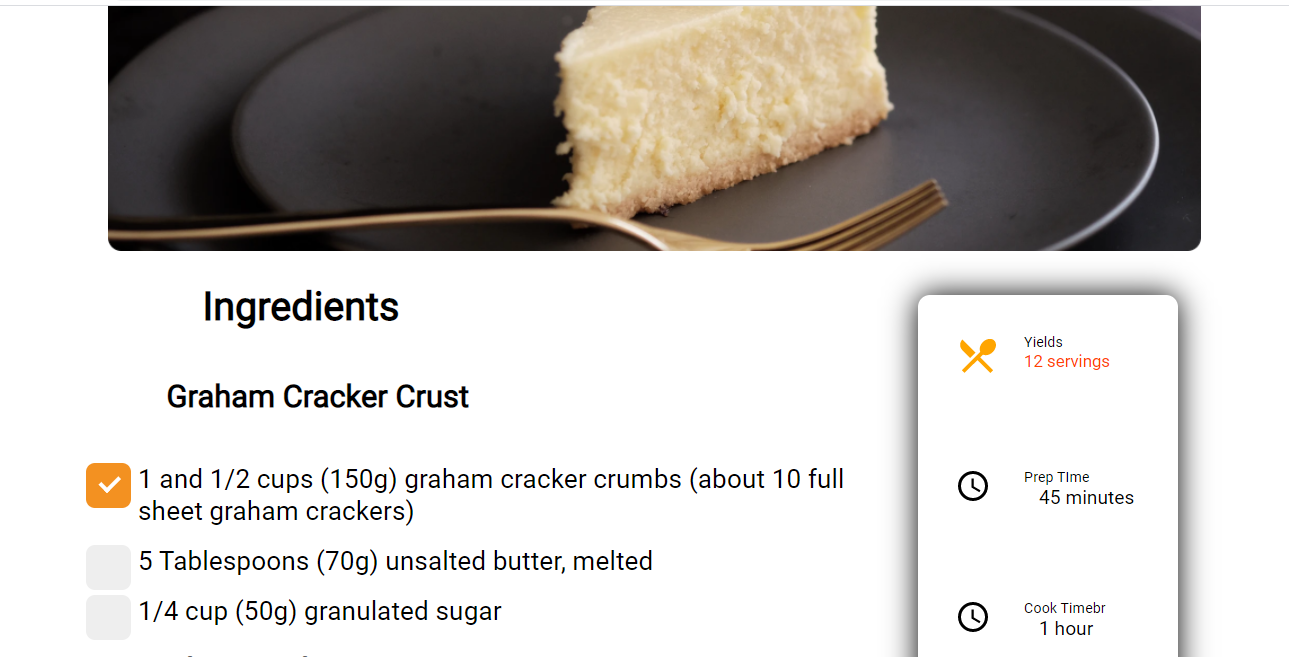 Ingredients
Graham Cracker Crust
1 and 1/2 cups (150g) graham cracker crumbs (about 10 full
sheet graham crackers)
5 Tablespoons (70g) unsalted butter, melted
1/4 cup (50g) granulated sugar
Yields
12 servings
Prep TIme
45 minutes
Cook Timebr
1 hour